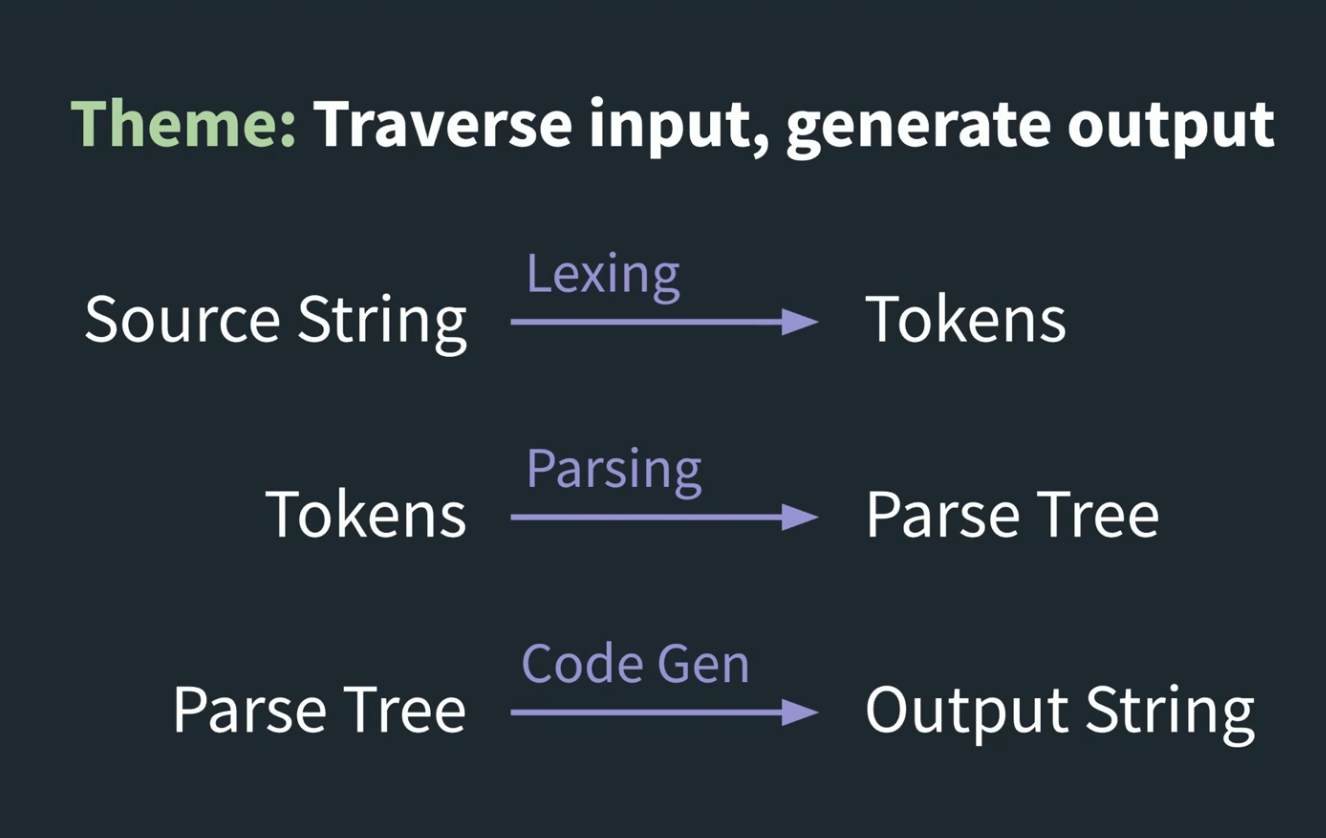 Theme: Traverse input, generate output
Lexing
Source String Tokens
Parsing
Tokens Parse Tree
Code Gen
Parse Tree Output String